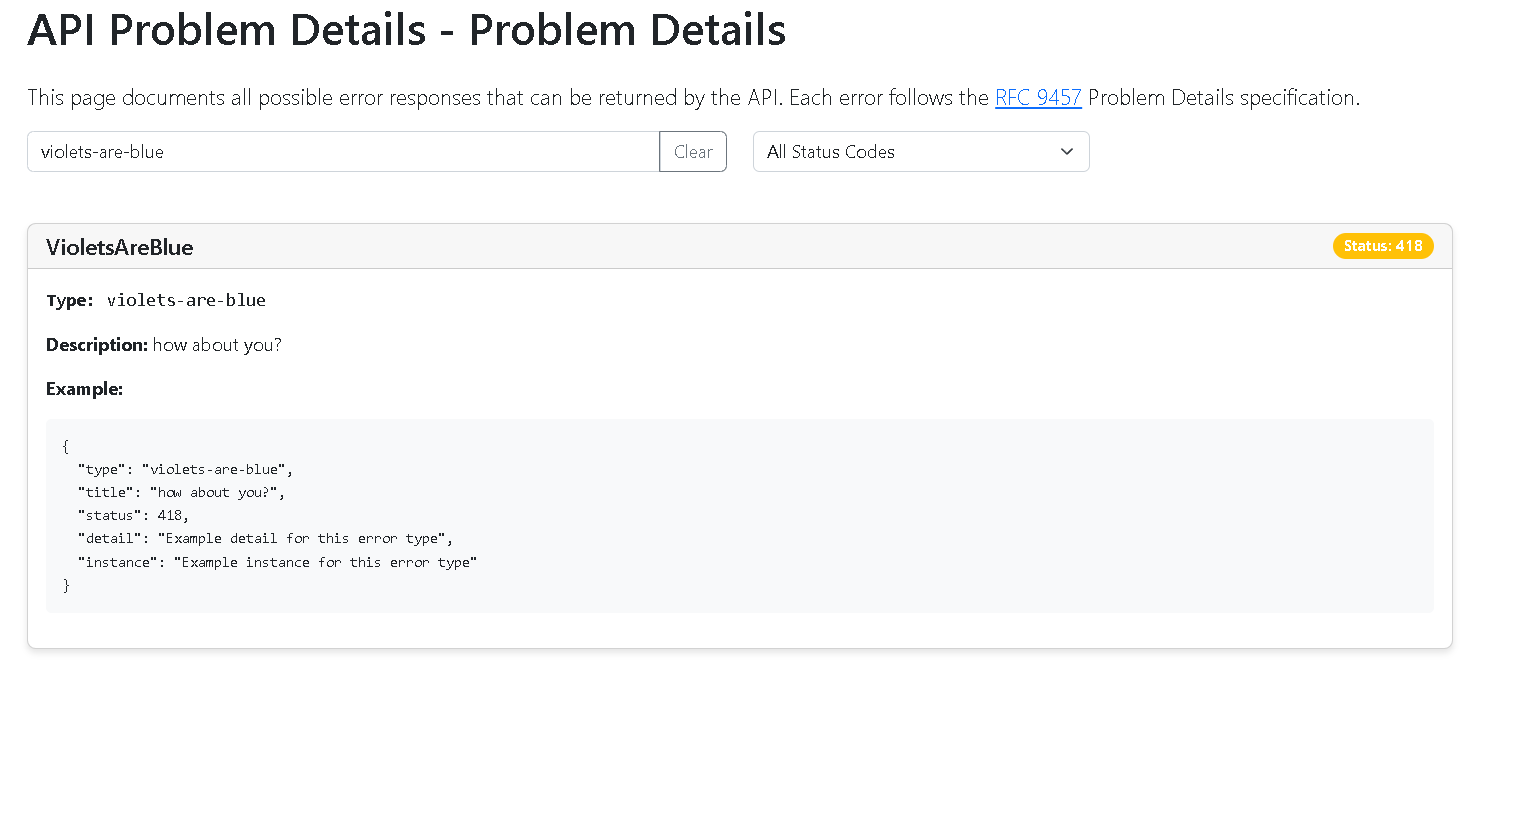 API Problem Details - Problem Details
This page documents all possible error responses that can be returned by the API. Each error follows the RFC 9457 Problem Details specification.
violets-are-blue Clear All Status Codes
VioletsAreBlue Status: 418
Type: violets-are-blue
Description: how about you?
Example:
{
  "type": "violets-are-blue",
  "title": "how about you?",
  "status": 418,
  "detail": "Example detail for this error type",
  "instance": "Example instance for this error type"
}